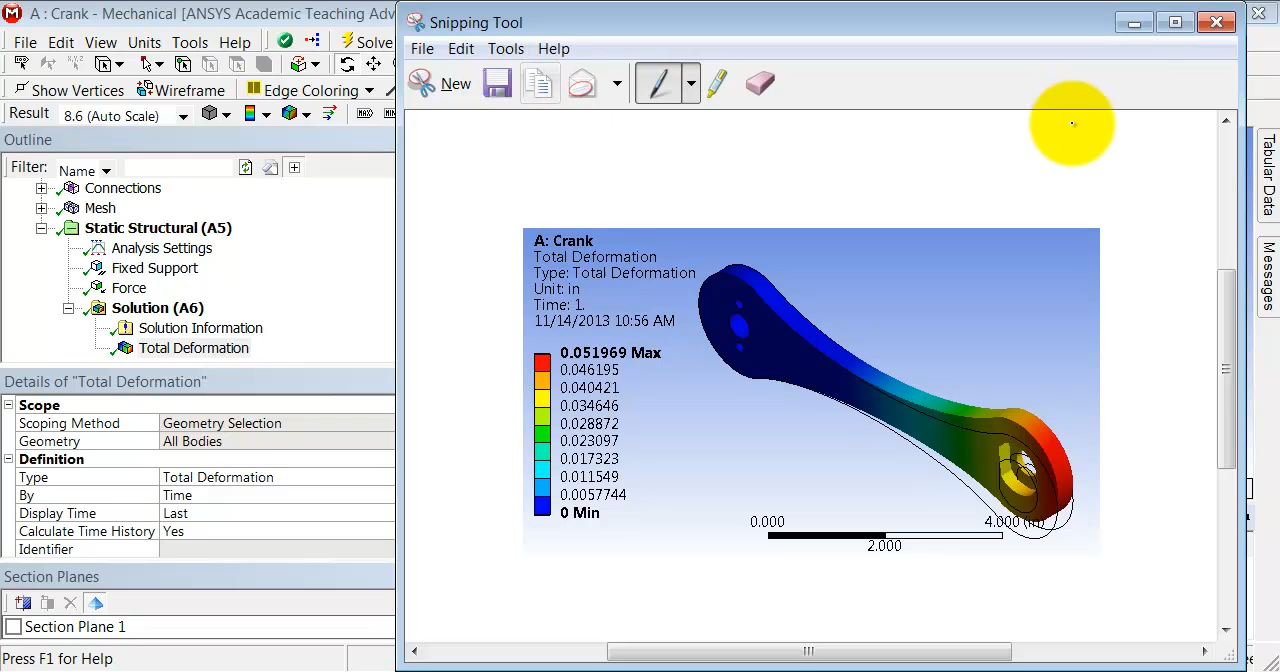 A : Crank - Mechanical [ANSYS Academic Teaching Adv
File Edit View Units Tools Help
Solve
Show Vertices Wireframe Edge Coloring
Result 8.6 (Auto Scale)
Outline
Filter: Name
Connections
Mesh
Static Structural (A5)
Analysis Settings
Fixed Support
Force
Solution (A6)
Solution Information
Total Deformation
Details of "Total Deformation"
Scope
Scoping Method Geometry Selection
Geometry All Bodies
Definition
Type Total Deformation
By Time
Display Time Last
Calculate Time History Yes
Identifier
Section Planes
Section Plane 1
Press F1 for Help
Snipping Tool
File Edit Tools Help
New
A: Crank
Total Deformation
Type: Total Deformation
Unit: in
Time: 1.
11/14/2013 10:56 AM
0.051969 Max
0.046195
0.040421
0.034646
0.028872
0.023097
0.017323
0.011549
0.0057744
0 Min
0.000 4.000
2.000
Tabular Data
Messages